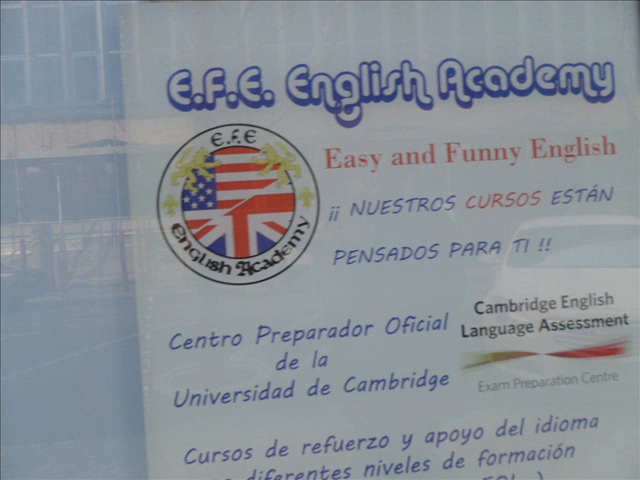 E.F.E. English Academy
E.F.E
English Academy
Easy and Funny English
¡¡ NUESTROS CURSOS ESTÁN
PENSADOS PARA TI !!
Centro Preparador Oficial
de la
Universidad de Cambridge
Cambridge English
Language Assessment
Exam Preparation Centre
Cursos de refuerzo y apoyo del idioma
diferentes niveles de formación